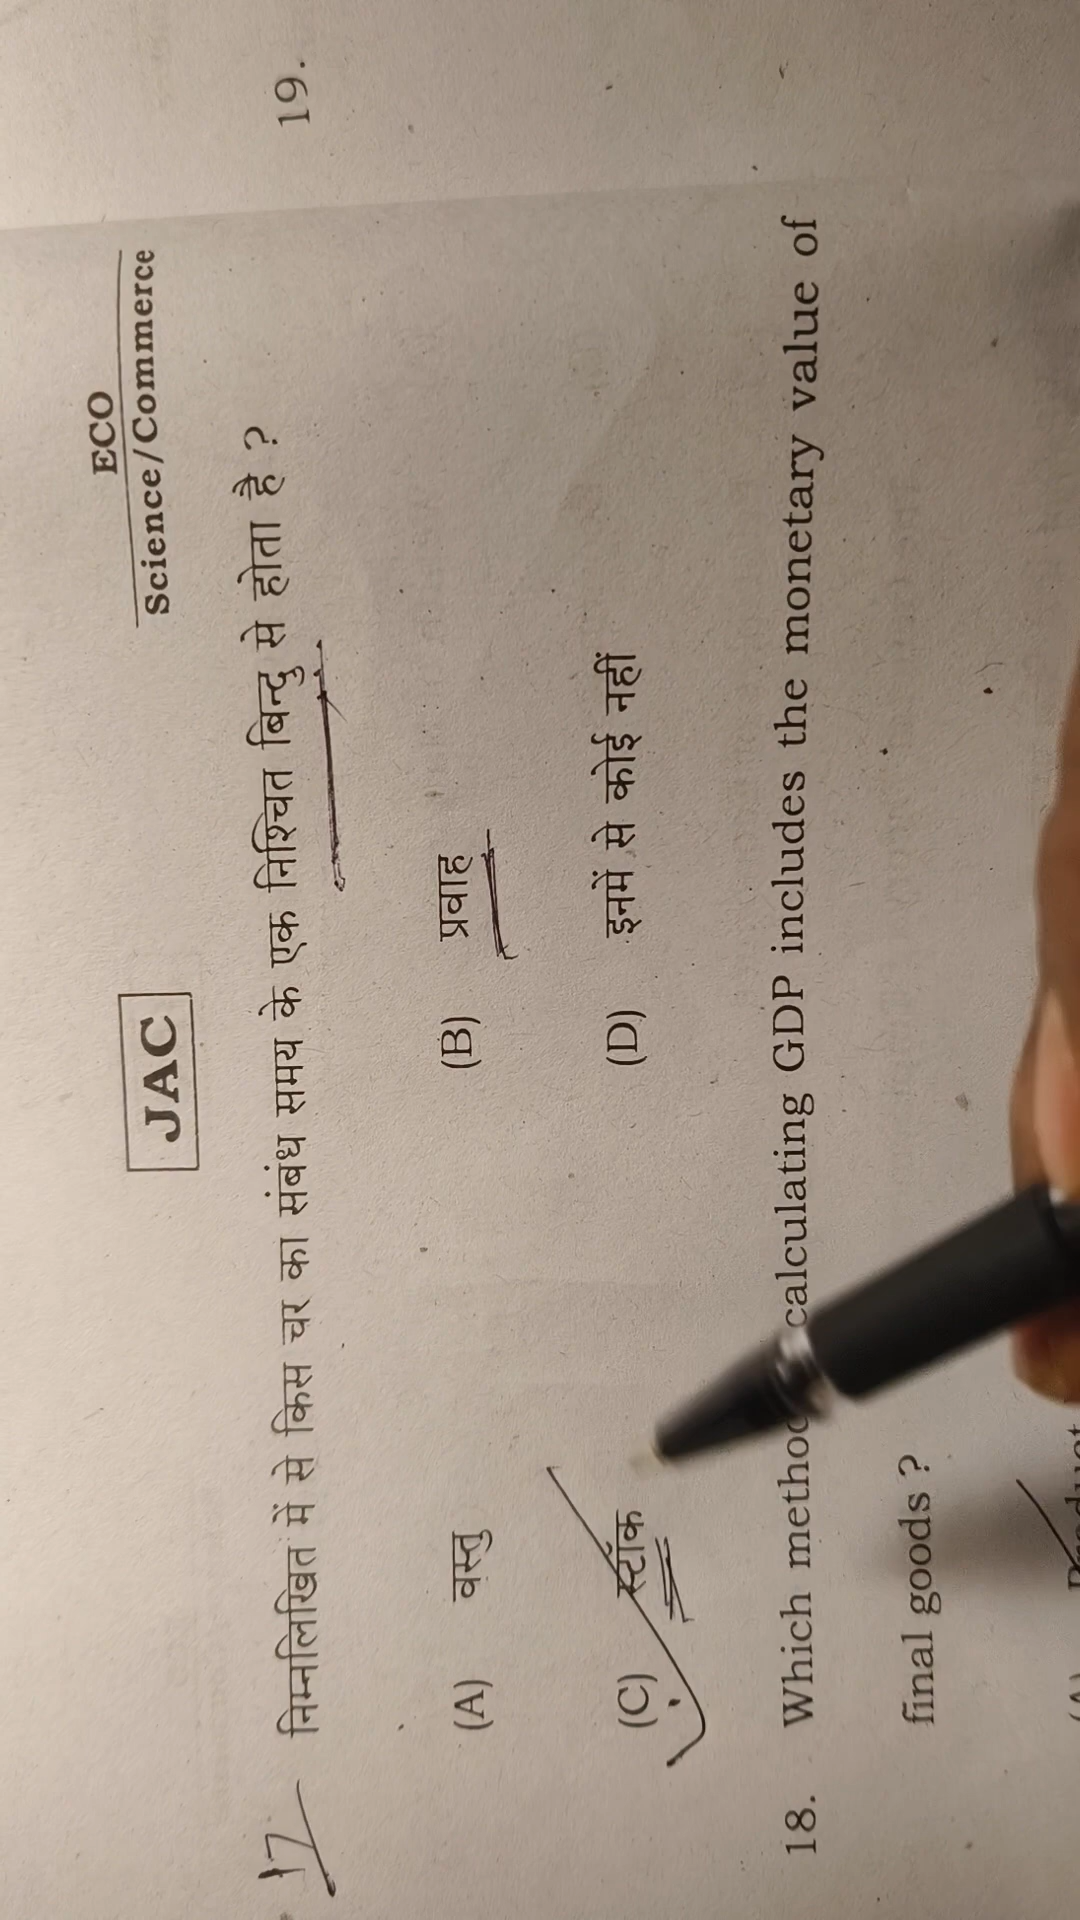 JAC
ECO
Science/Commerce
17 निम्नलिखित में से किस चर का संबंध समय के एक निश्चित बिन्दु से होता है ?
(A) वस्तु (B) प्रवाह
(C) स्टॉक (D) इनमें से कोई नहीं
18. Which calculating GDP includes the monetary value of
final goods ?
19.